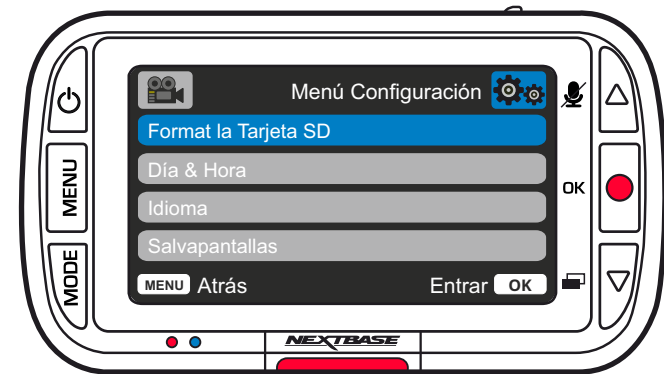 Menú Configuración
Format la Tarjeta SD
Día & Hora
Idioma
Salvapantallas
MENU Atrás Entrar OK
MENU
MODE
OK
NEXTBASE